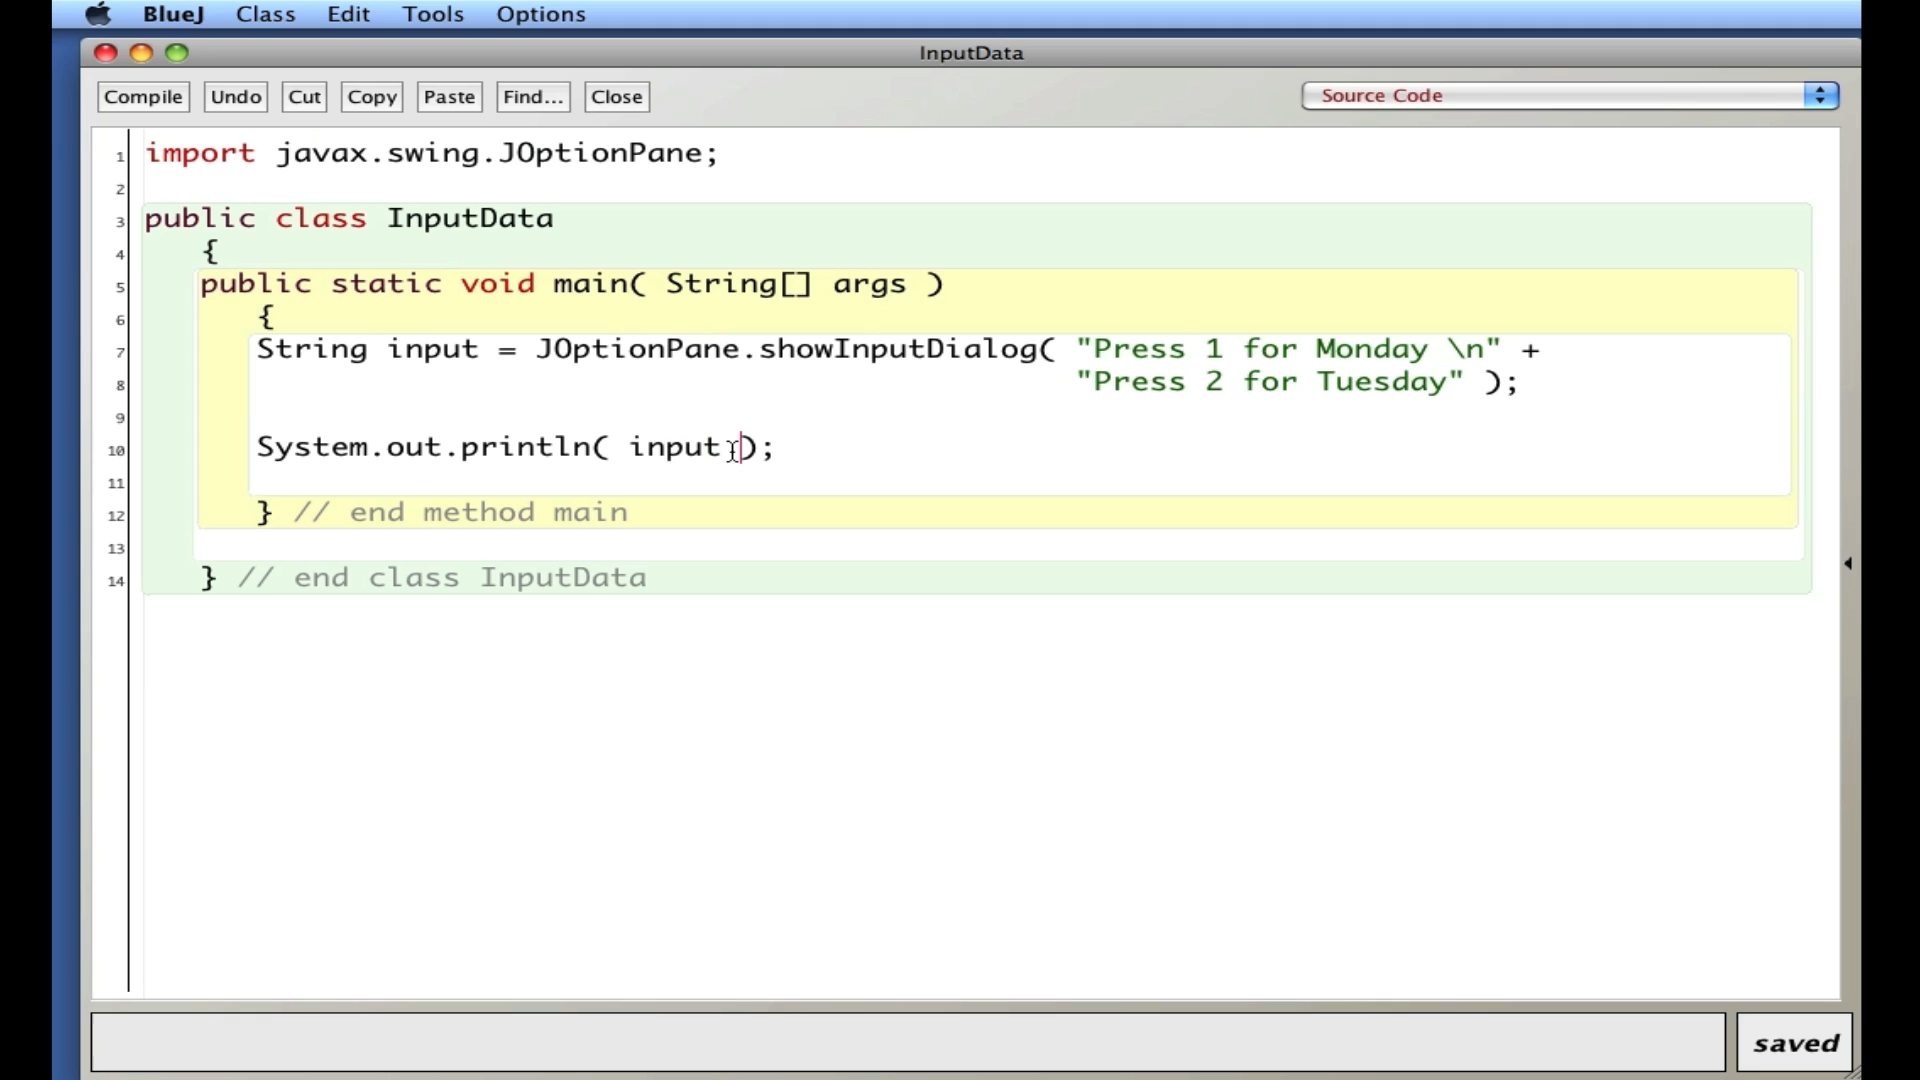 BlueJ Class Edit Tools Options
InputData
Compile Undo Cut Copy Paste Find... Close Source Code
1 import javax.swing.JOptionPane;
2
3 public class InputData
4 {
5 public static void main( String[] args )
6 {
7 String input = JOptionPane.showInputDialog( "Press 1 for Monday \n" +
8 "Press 2 for Tuesday" );
9
10 System.out.println( input );
11
12 } // end method main
13
14 } // end class InputData
saved